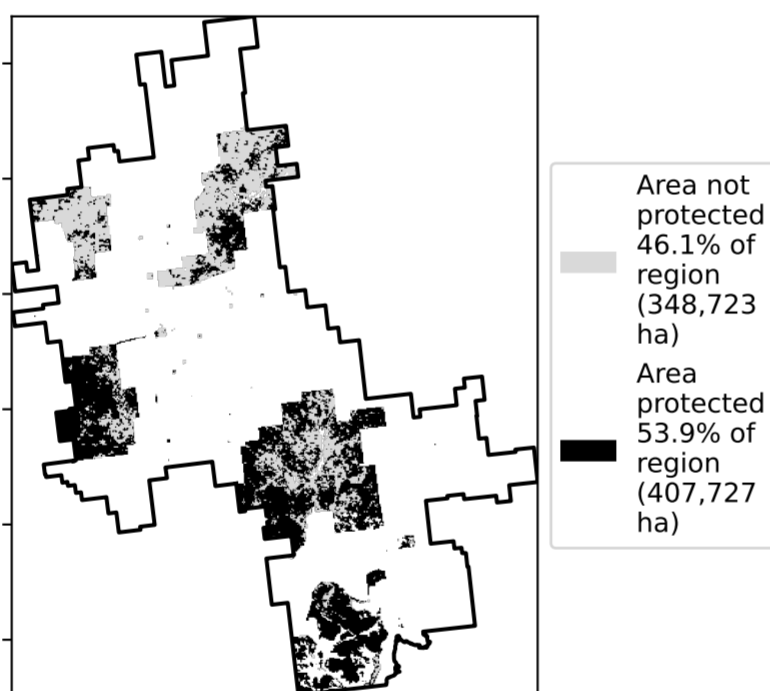 Area not
protected
46.1% of
region
(348,723
ha)
Area
protected
53.9% of
region
(407,727
ha)